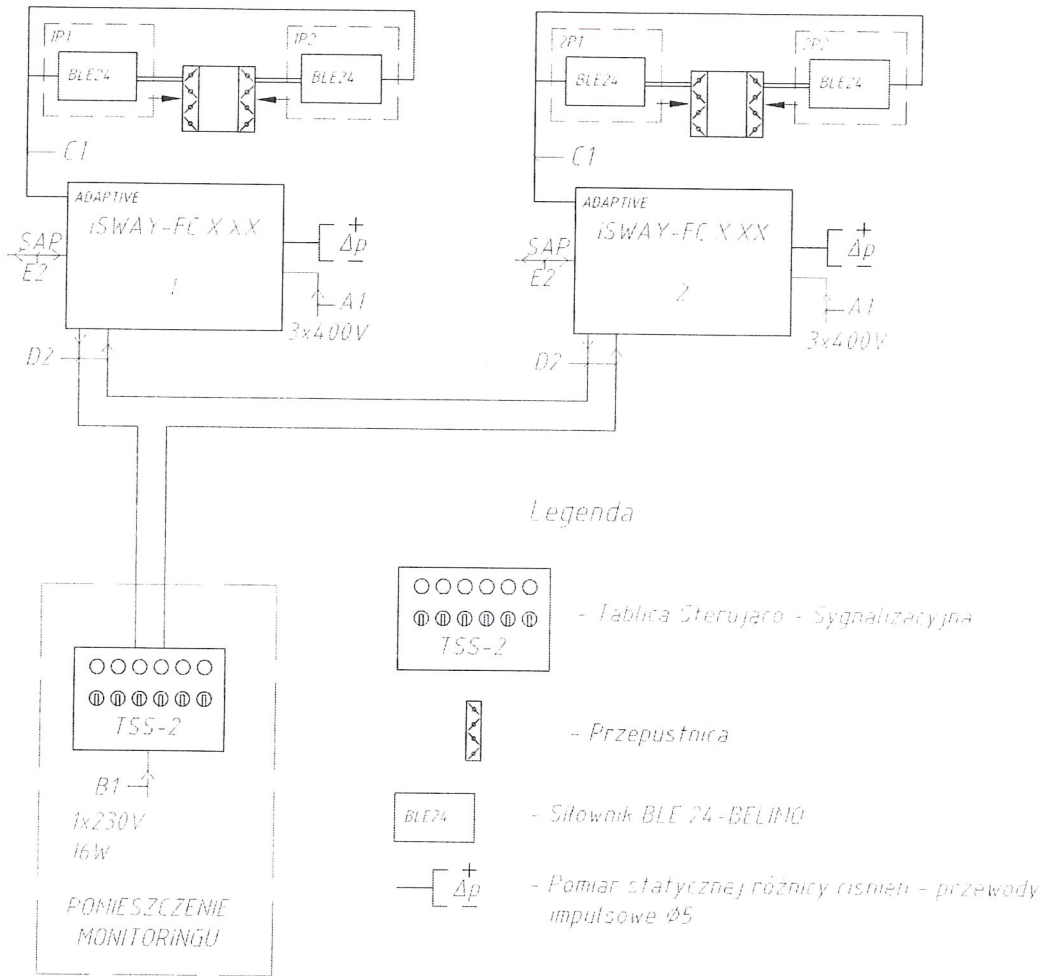 1P1
1P2
BLE24
BLE24
C1
ADAPTIVE
iSWAY-FC X XX
1
SAP
E2
+
Δp
-
A1
3x400V
D2
2P1
2P2
BLE24
BLE24
C1
ADAPTIVE
iSWAY-FC X XX
2
SAP
E2
+
Δp
-
A1
3x400V
D2
Legenda
TSS-2
- Tablica Sterująco - Sygnalizacyjna
- Przepustnica
BLE24
- Siłownik BLE 24-BELIMO
+
Δp
-
- Pomiar statycznej różnicy ciśnień - przewody
impulsowe Ø5
TSS-2
B1
1x230V
16W
POMIESZCZENIE
MONITORINGU